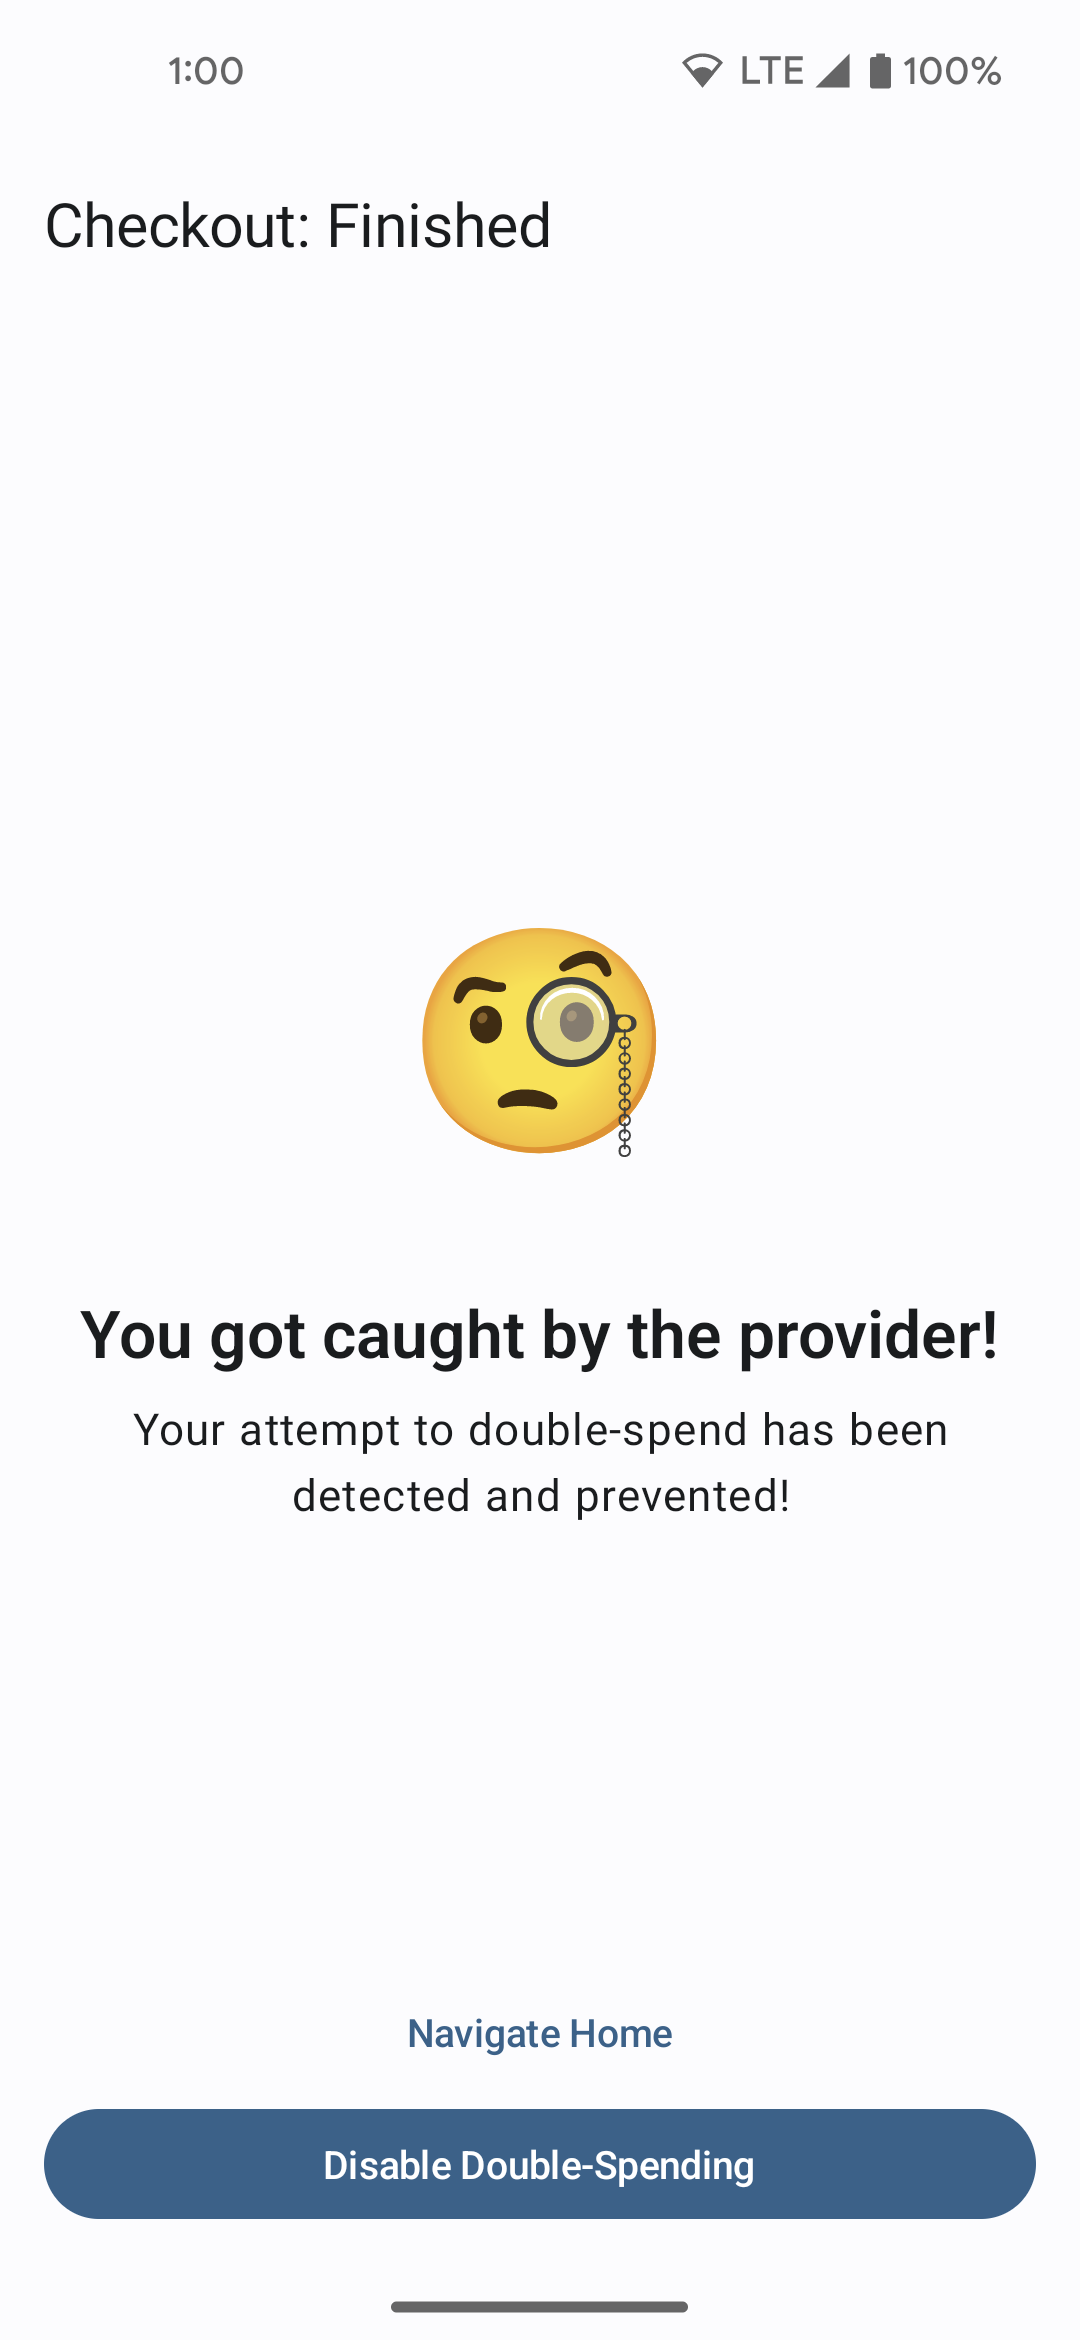 1:00
LTE 100%
Checkout: Finished
You got caught by the provider!
Your attempt to double-spend has been
detected and prevented!
Navigate Home
Disable Double-Spending